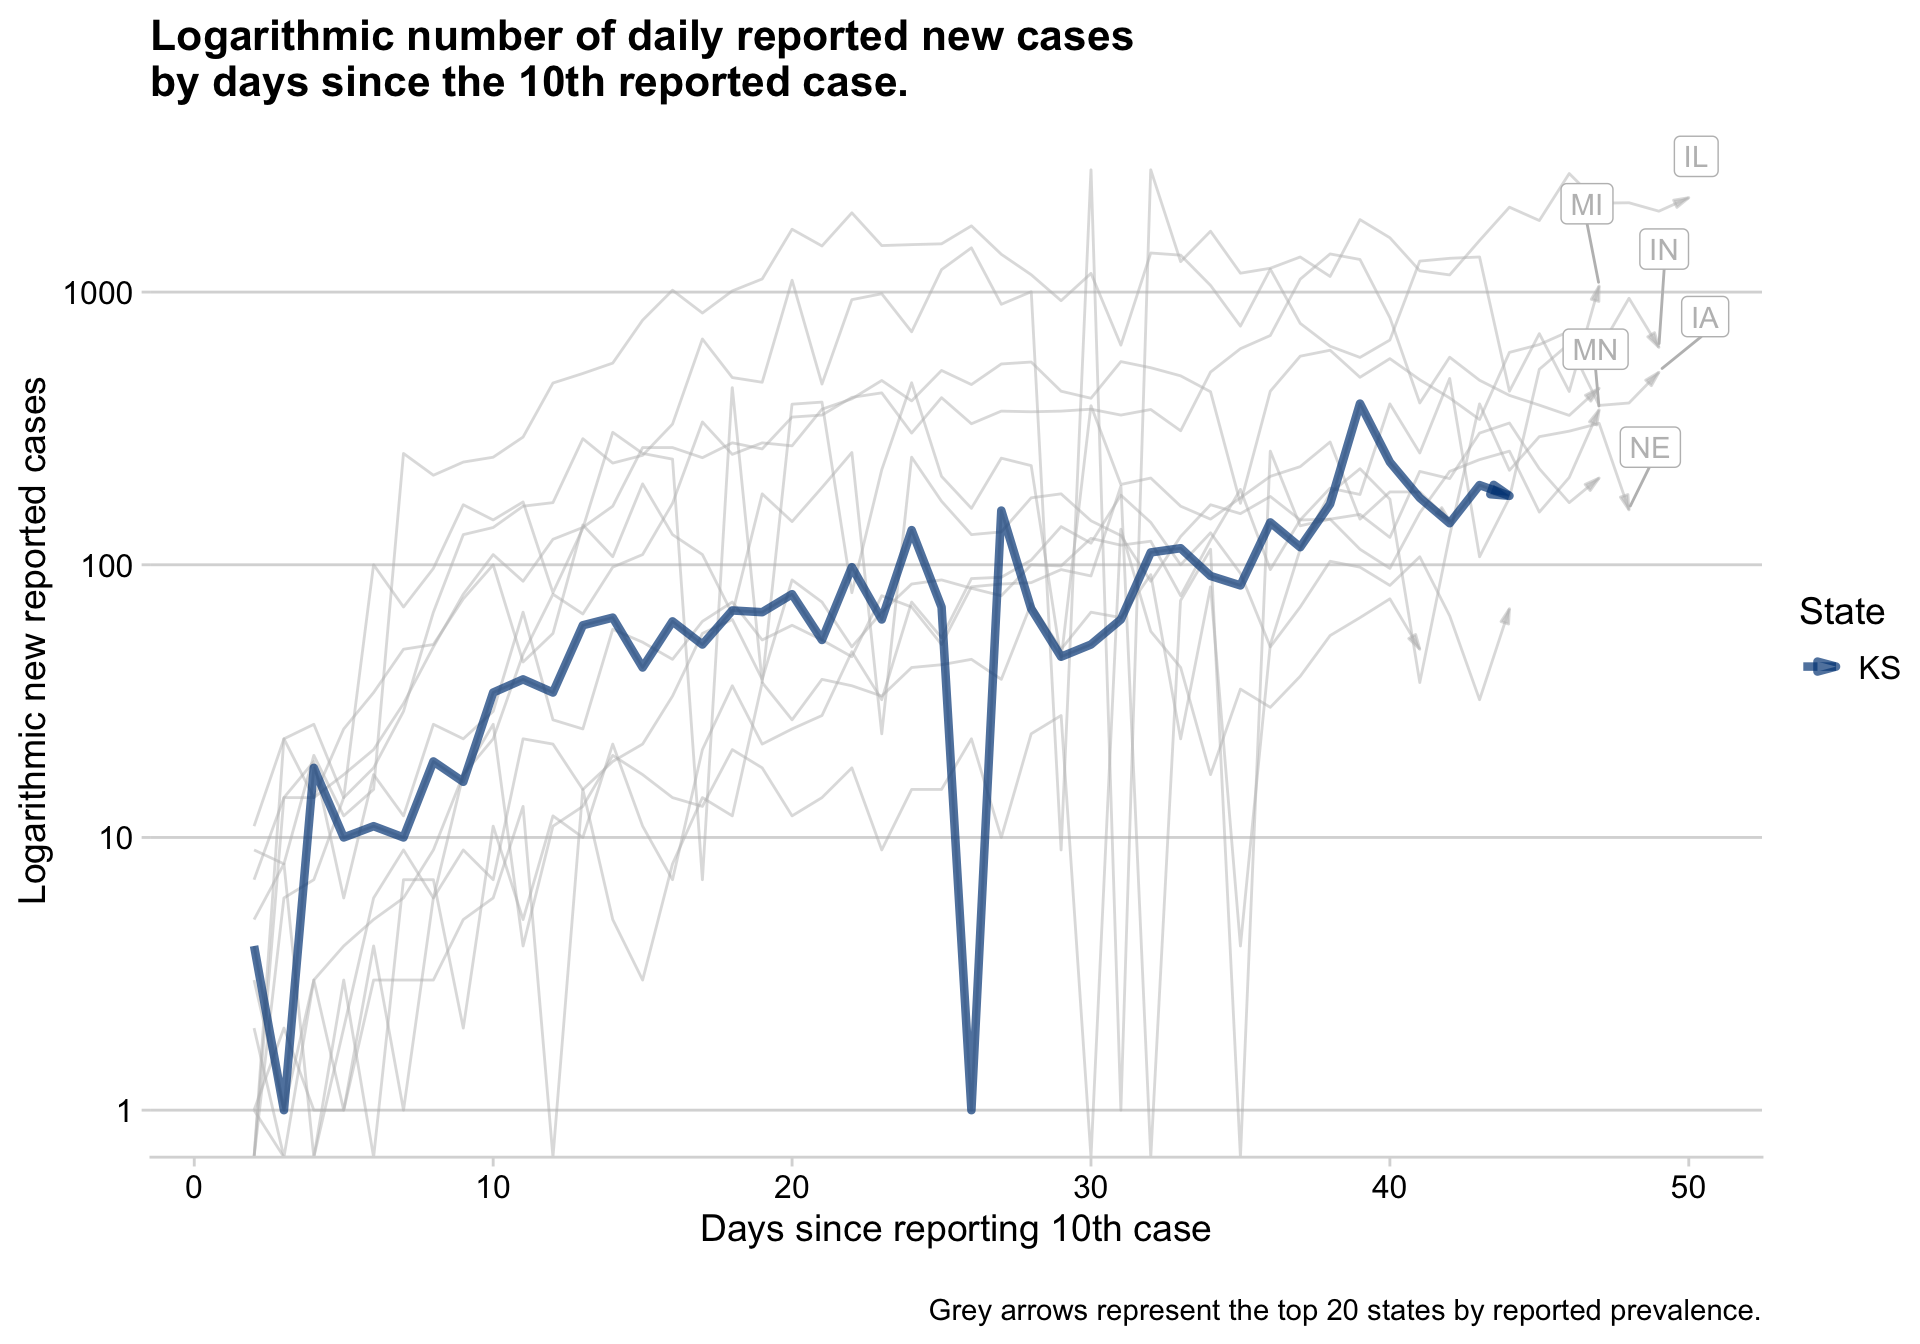 Logarithmic number of daily reported new cases
by days since the 10th reported case.
IL
MI
IN
IA
MN
NE
Logarithmic new reported cases
1000
100
10
1
0
10
20
30
40
50
Days since reporting 10th case
State
KS
Grey arrows represent the top 20 states by reported prevalence.